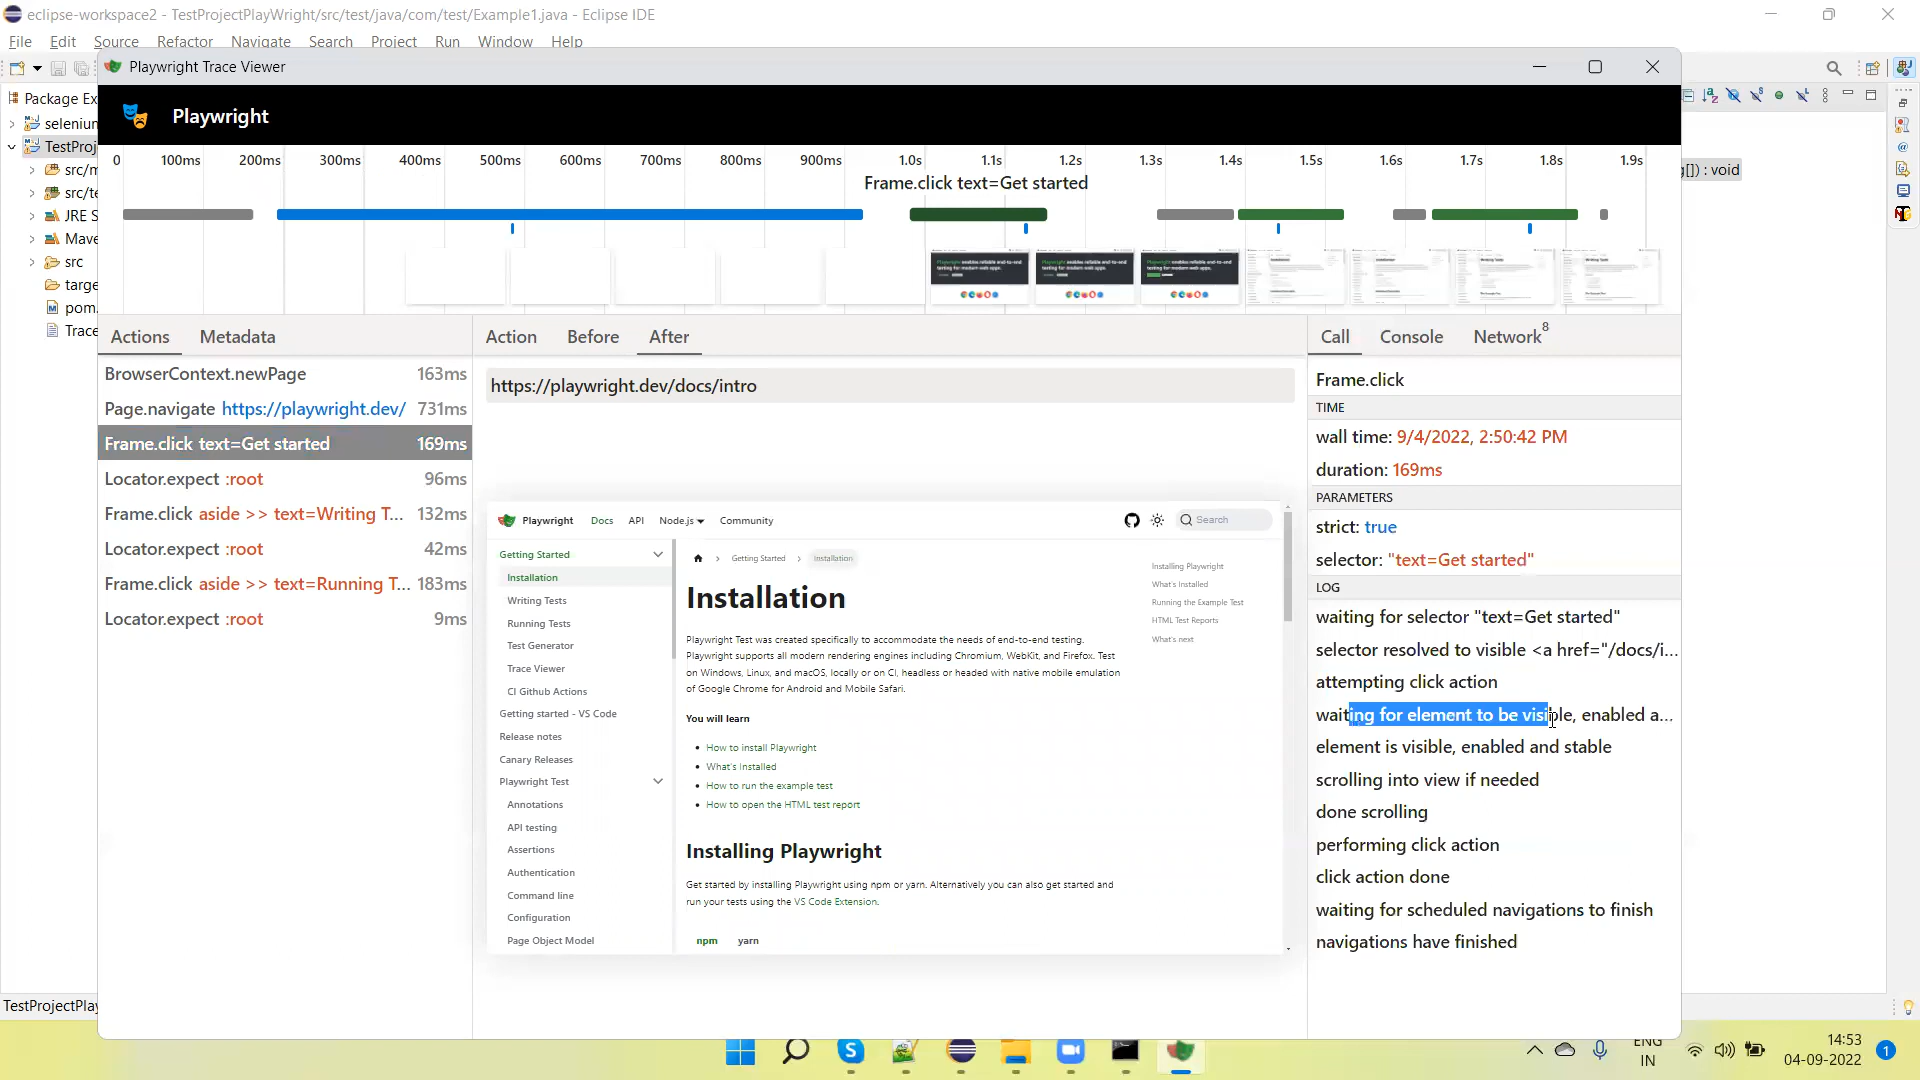 eclipse-workspace2 - TestProjectPlayWright/src/test/java/com/test/Example1.java - Eclipse IDE
File Edit Source Refactor Navigate Search Project Run Window Help
Playwright Trace Viewer
Playwright
0 100ms 200ms 300ms 400ms 500ms 600ms 700ms 800ms 900ms 1.0s 1.1s 1.2s 1.3s 1.4s 1.5s 1.6s 1.7s 1.8s 1.9s
Frame.click text=Get started
Package Ex
selenium
TestProj
src/m
src/te
JRE S
Mave
src
targe
pom.
Trace
g[]) : void
Actions Metadata
BrowserContext.newPage 163ms
Page.navigate https://playwright.dev/ 731ms
Frame.click text=Get started 169ms
Locator.expect :root 96ms
Frame.click aside >> text=Writing T... 132ms
Locator.expect :root 42ms
Frame.click aside >> text=Running T... 183ms
Locator.expect :root 9ms
Action Before After
https://playwright.dev/docs/intro
Playwright Docs API Node.js Community Search
Getting Started
Installation
Writing Tests
Running Tests
Test Generator
Trace Viewer
CI Github Actions
Getting started - VS Code
Release notes
Canary Releases
Playwright Test
Annotations
API testing
Assertions
Authentication
Command line
Configuration
Page Object Model
Getting Started > Installation
Installation
Playwright Test was created specifically to accommodate the needs of end-to-end testing.
Playwright supports all modern rendering engines including Chromium, WebKit, and Firefox. Test
on Windows, Linux, and macOS, locally or on CI, headless or headed with native mobile emulation
of Google Chrome for Android and Mobile Safari.
You will learn
How to install Playwright
What's Installed
How to run the example test
How to open the HTML test report
Installing Playwright
Get started by installing Playwright using npm or yarn. Alternatively you can also get started and
run your tests using the VS Code Extension.
npm yarn
Installing Playwright
What's Installed
Running the Example Test
HTML Test Reports
What's next
Call Console Network 8
Frame.click
TIME
wall time: 9/4/2022, 2:50:42 PM
duration: 169ms
PARAMETERS
strict: true
selector: "text=Get started"
LOG
waiting for selector "text=Get started"
selector resolved to visible <a href="/docs/i...
attempting click action
waiting for element to be visible, enabled a...
element is visible, enabled and stable
scrolling into view if needed
done scrolling
performing click action
click action done
waiting for scheduled navigations to finish
navigations have finished
TestProjectPlay
ENG
IN
14:53
04-09-2022
1